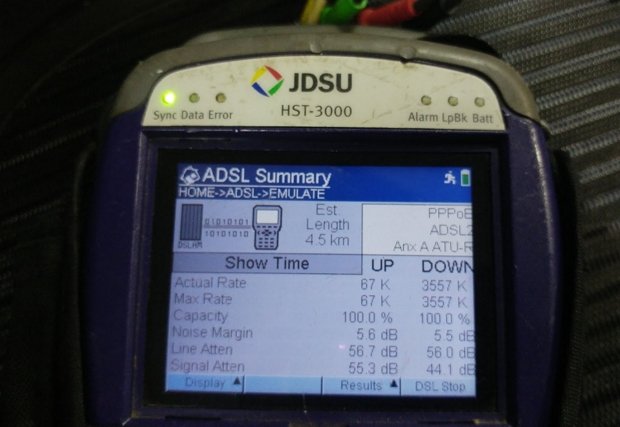 JDSU
HST-3000
Sync Data Error
Alarm LpBk Batt
ADSL Summary
HOME->ADSL->EMULATE
01010101
10101010
DSLAM
Est.
Length
4.5 km
PPPoE
ADSL2
Anx A ATU-R
Show Time UP DOWN
Actual Rate 67 K 3557 K
Max Rate 67 K 3557 K
Capacity 100.0 % 100.0 %
Noise Margin 5.6 dB 5.5 dB
Line Atten 56.7 dB 56.0 dB
Signal Atten 55.3 dB 44.1 dB
Display Results DSL Stop